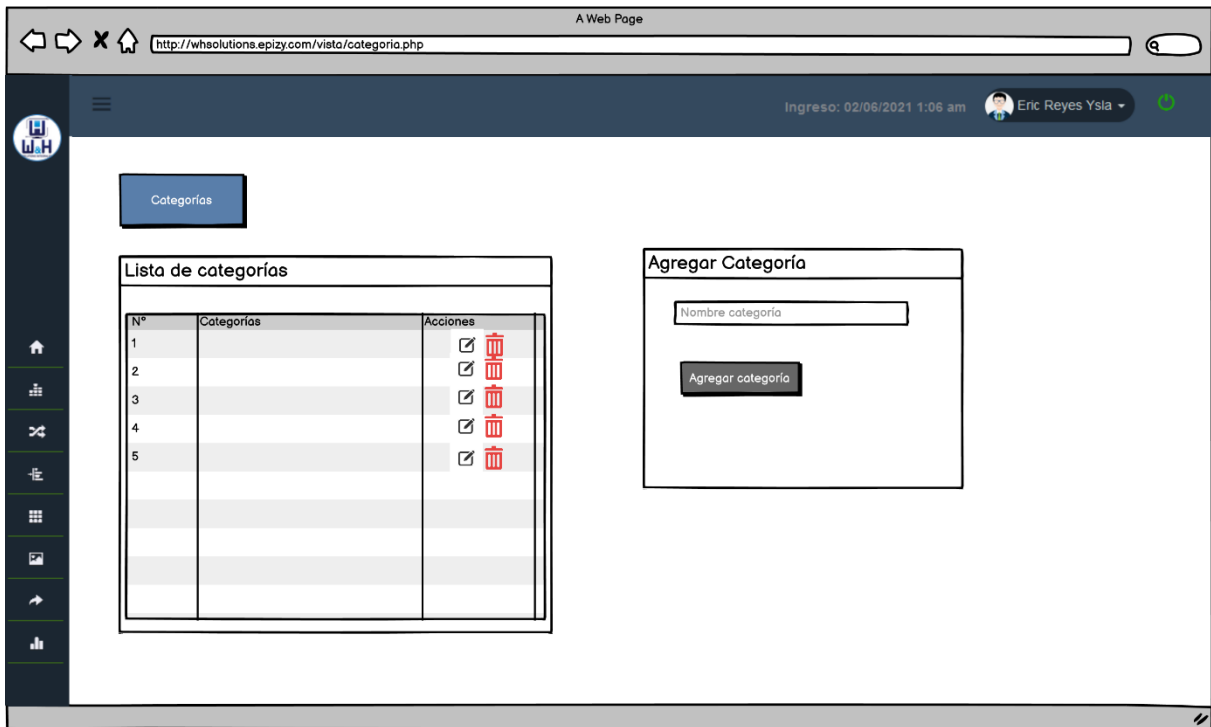 A Web Page
http://whsolutions.epizy.com/vista/categoria.php
Ingreso: 02/06/2021 1:06 am
Eric Reyes Ysla
W&H
Categorías
Lista de categorías
N° Categorías Acciones
1
2
3
4
5
Agregar Categoría
Nombre categoría
Agregar categoría